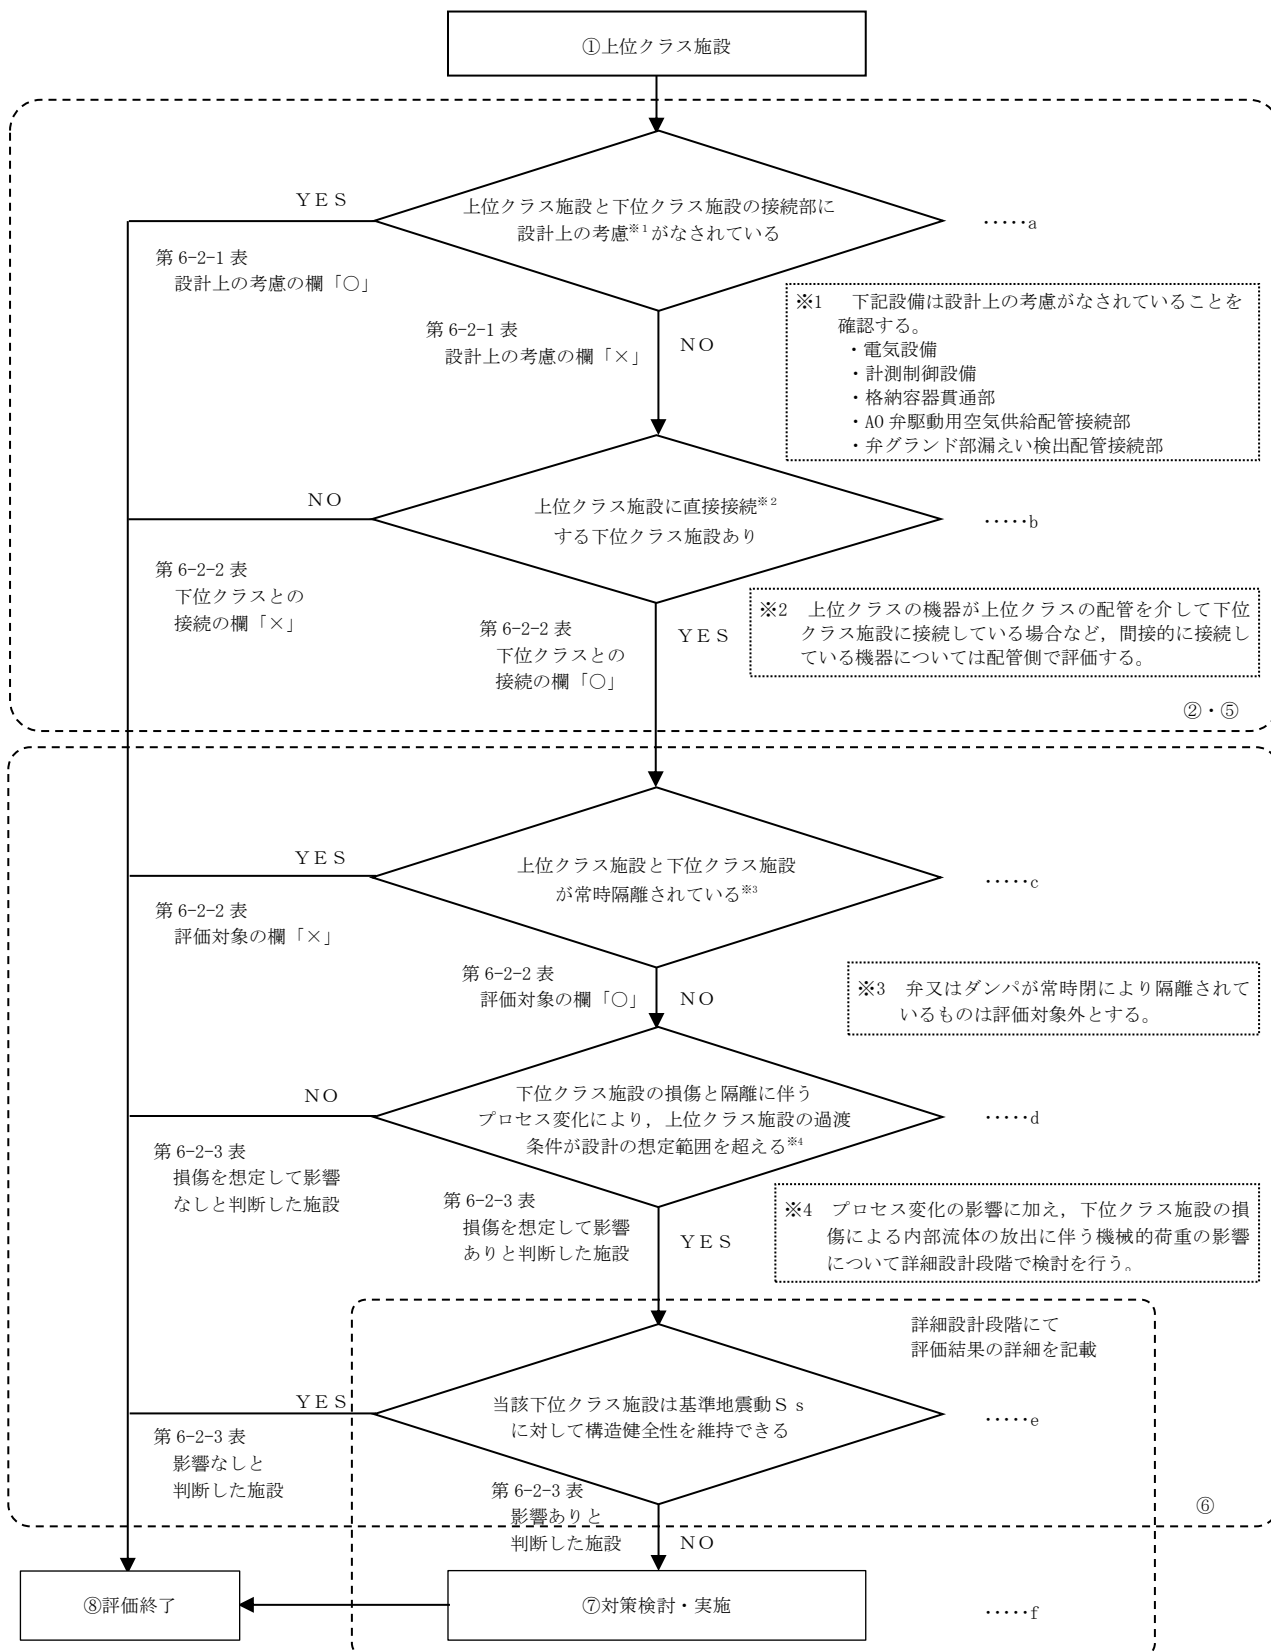 ①上位クラス施設
YES
上位クラス施設と下位クラス施設の接続部に
設計上の考慮※1がなされている
‥‥‥a
第 6-2-1 表
設計上の考慮の欄「○」
※1　下記設備は設計上の考慮がなされていることを
確認する。
・電気設備
・計測制御設備
・格納容器貫通部
・AO 弁駆動用空気供給配管接続部
・弁グランド部漏えい検出配管接続部
第 6-2-1 表
設計上の考慮の欄「×」
NO
NO
上位クラス施設に直接接続※2
する下位クラス施設あり
‥‥‥b
第 6-2-2 表
下位クラスとの
接続の欄「×」
第 6-2-2 表
下位クラスとの
接続の欄「○」
YES
※2　上位クラスの機器が上位クラスの配管を介して下位
クラス施設に接続している場合など，間接的に接続し
ている機器については配管側で評価する。
②・⑤
YES
上位クラス施設と下位クラス施設
が常時隔離されている※3
‥‥‥c
第 6-2-2 表
評価対象の欄「×」
第 6-2-2 表
評価対象の欄「○」
NO
※3　弁又はダンパが常時閉により隔離されて
いるものは評価対象外とする。
NO
下位クラス施設の損傷と隔離に伴う
プロセス変化により，上位クラス施設の過渡
条件が設計の想定範囲を超える※4
‥‥‥d
第 6-2-3 表
損傷を想定して影響
なしと判断した施設
第 6-2-3 表
損傷を想定して影響
ありと判断した施設
YES
※4　プロセス変化の影響に加え，下位クラス施設の損
傷による内部流体の放出に伴う機械的荷重の影響
について詳細設計段階で検討を行う。
詳細設計段階にて
評価結果の詳細を記載
YES
当該下位クラス施設は基準地震動Ｓｓ
に対して構造健全性を維持できる
‥‥‥e
第 6-2-3 表
影響なしと
判断した施設
第 6-2-3 表
影響ありと
判断した施設
NO
⑥
⑧評価終了
⑦対策検討・実施
‥‥‥f